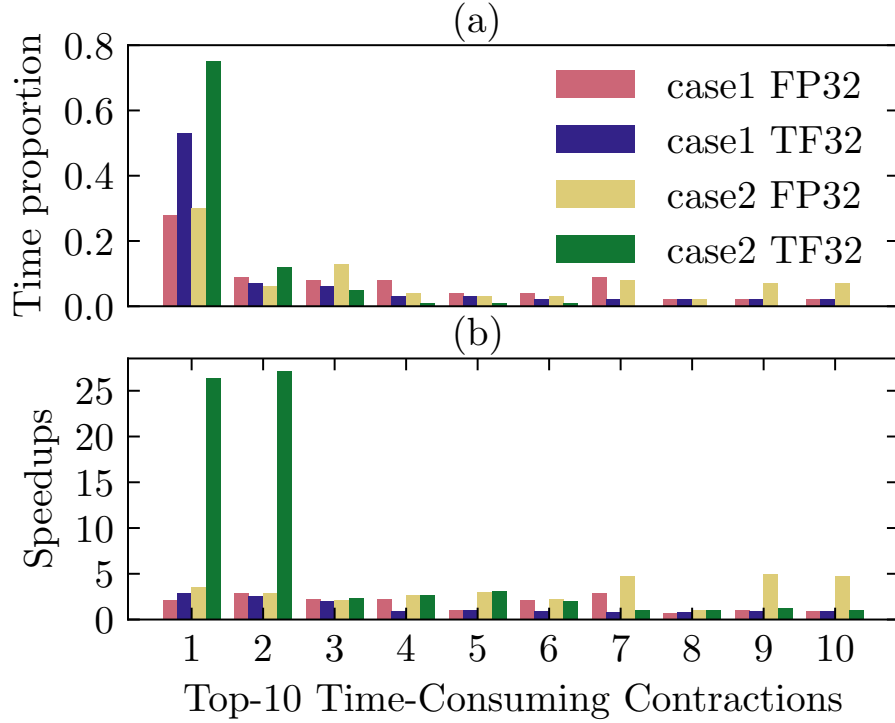 (a)
Time proportion
0.8
0.6
0.4
0.2
0.0
case1 FP32
case1 TF32
case2 FP32
case2 TF32
(b)
Speedups
25
20
15
10
5
0
1 2 3 4 5 6 7 8 9 10
Top-10 Time-Consuming Contractions